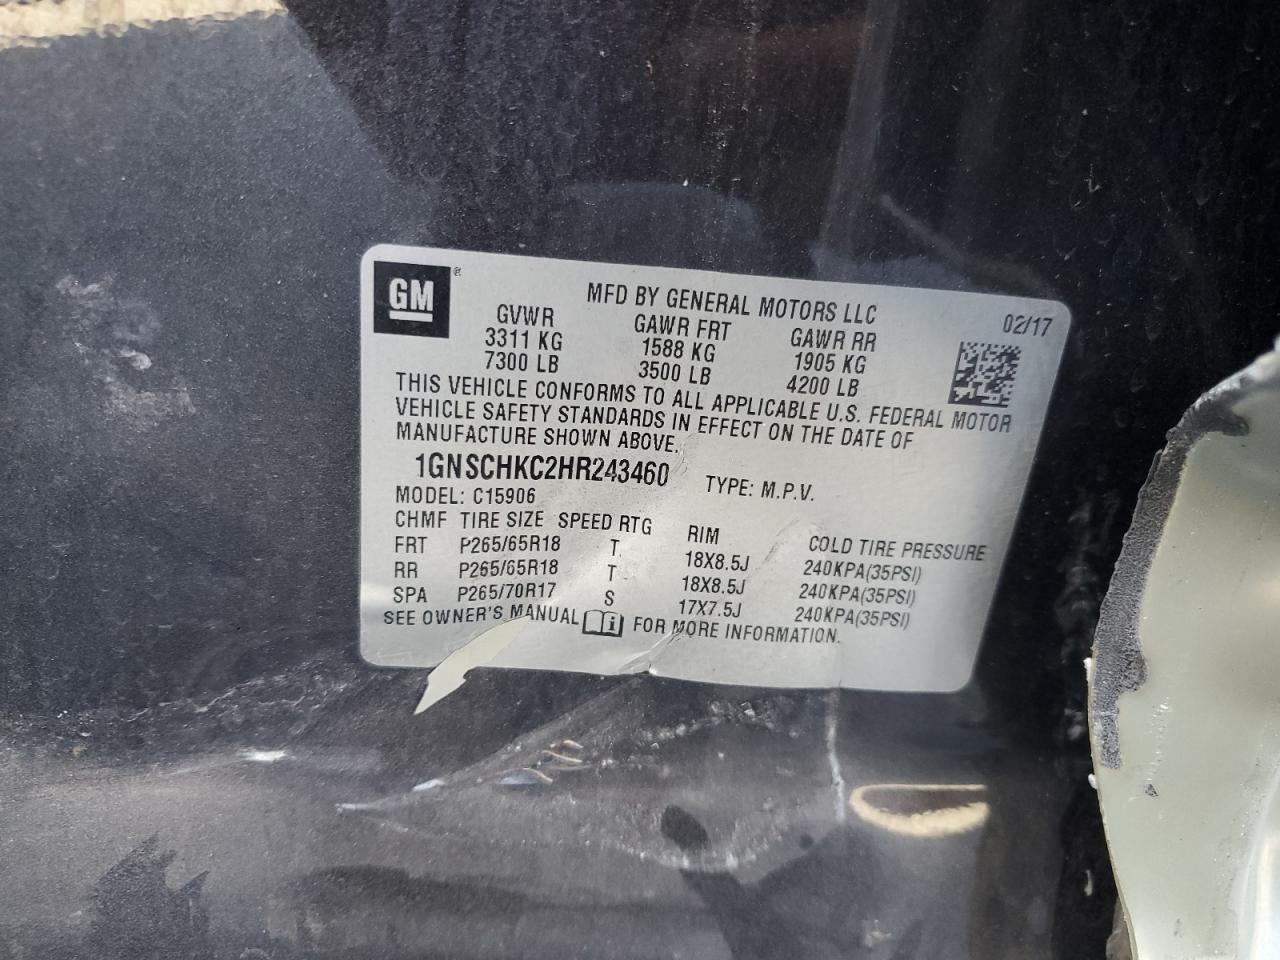 GM ®
MFD BY GENERAL MOTORS LLC
GVWR GAWR FRT GAWR RR 02/17
3311 KG 1588 KG 1905 KG
7300 LB 3500 LB 4200 LB
THIS VEHICLE CONFORMS TO ALL APPLICABLE U.S. FEDERAL MOTOR
VEHICLE SAFETY STANDARDS IN EFFECT ON THE DATE OF
MANUFACTURE SHOWN ABOVE.
1GNSCHKC2HR243460 TYPE: M.P.V.
MODEL: C15906
CHMF TIRE SIZE SPEED RTG RIM COLD TIRE PRESSURE
FRT P265/65R18 T 18X8.5J 240KPA(35PSI)
RR P265/65R18 T 18X8.5J 240KPA(35PSI)
SPA P265/70R17 S 17X7.5J 240KPA(35PSI)
SEE OWNER'S MANUAL i FOR MORE INFORMATION.